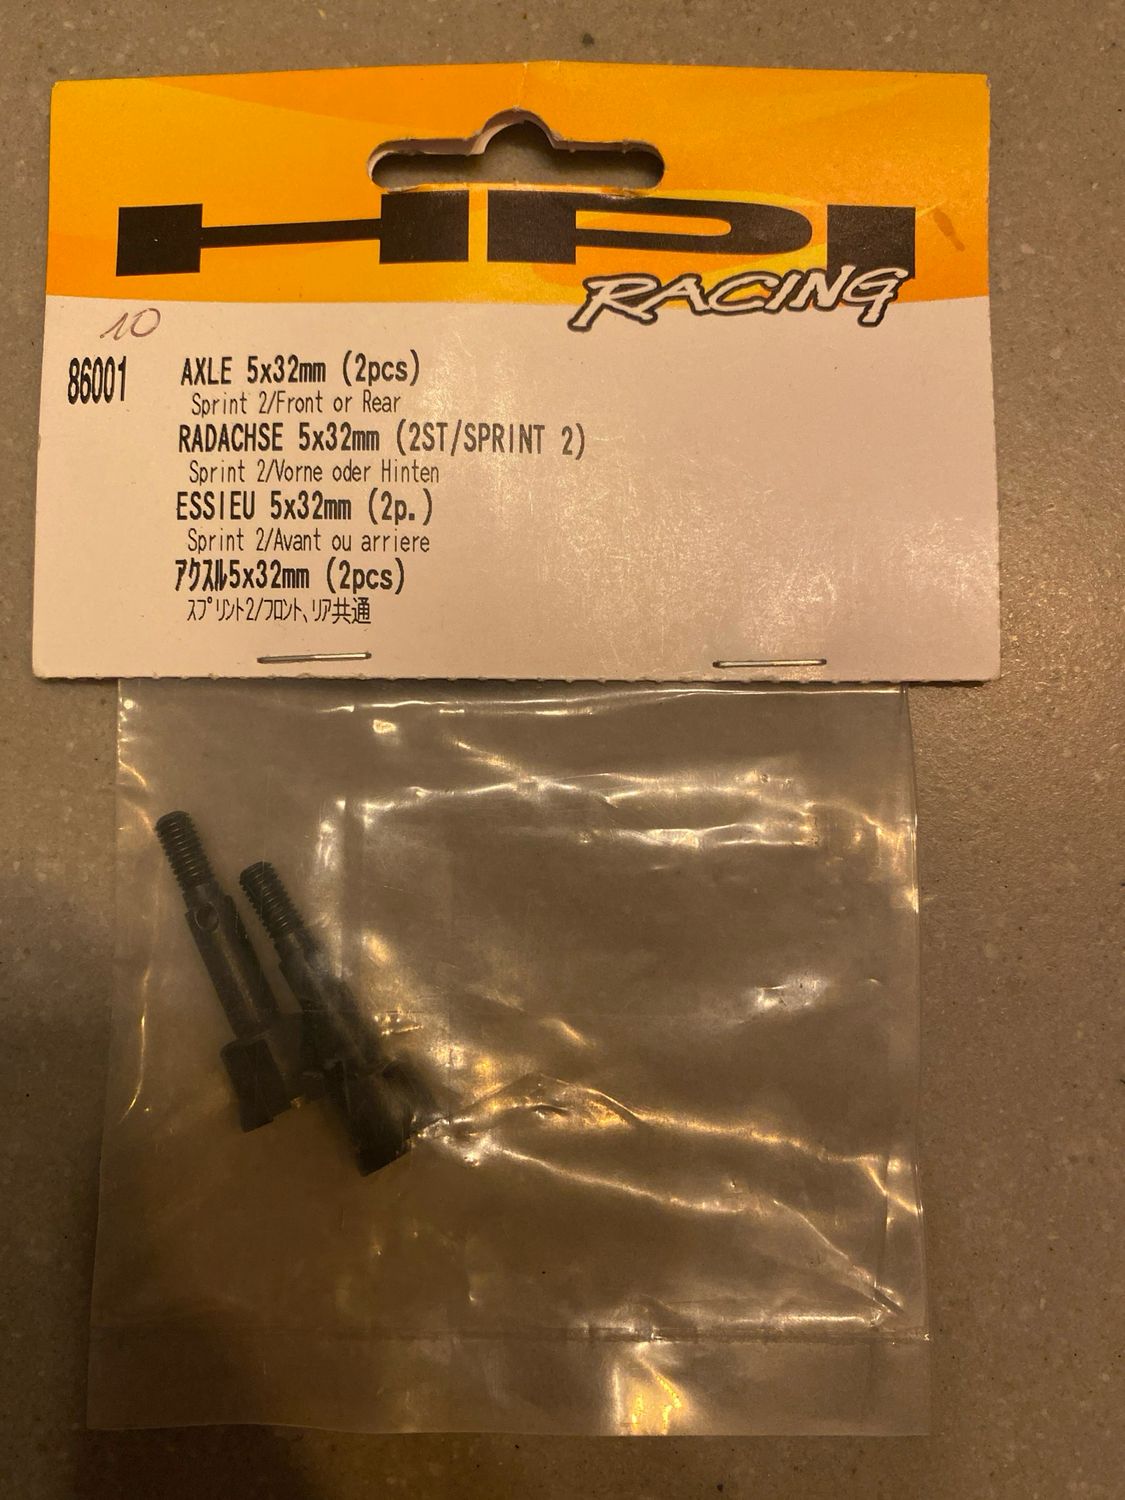 HPI
RACING
10
86001
AXLE 5x32mm (2pcs)
Sprint 2/Front or Rear
RADACHSE 5x32mm (2ST/SPRINT 2)
Sprint 2/Vorne oder Hinten
ESSIEU 5x32mm (2p.)
Sprint 2/Avant ou arriere
アクスル5x32mm (2pcs)
スプリント2/フロント、リア共通